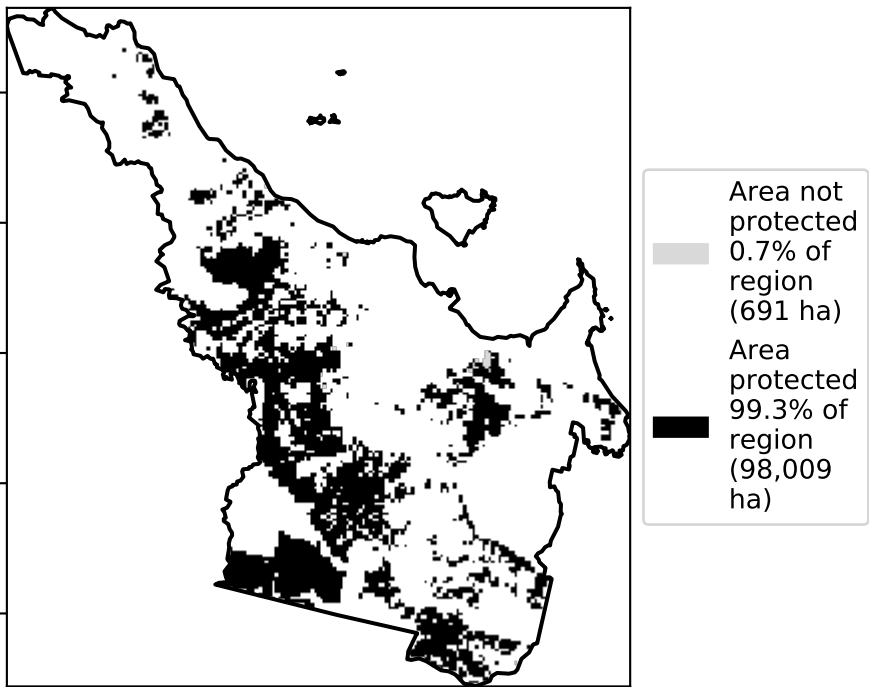 Area not
protected
0.7% of
region
(691 ha)
Area
protected
99.3% of
region
(98,009
ha)